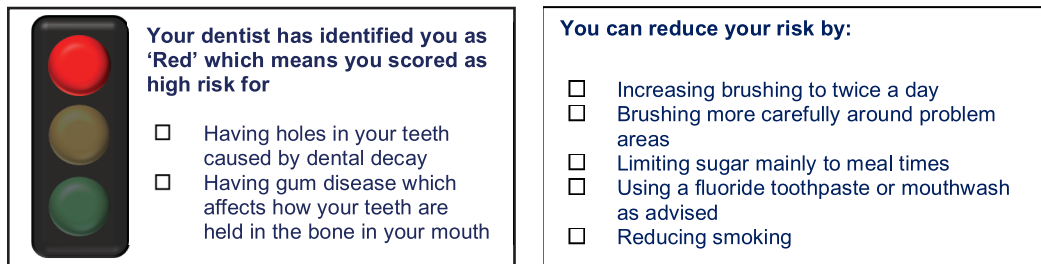 Your dentist has identified you as
‘Red’ which means you scored as
high risk for
☐ Having holes in your teeth
caused by dental decay
☐ Having gum disease which
affects how your teeth are
held in the bone in your mouth
You can reduce your risk by:
☐ Increasing brushing to twice a day
☐ Brushing more carefully around problem
areas
☐ Limiting sugar mainly to meal times
☐ Using a fluoride toothpaste or mouthwash
as advised
☐ Reducing smoking